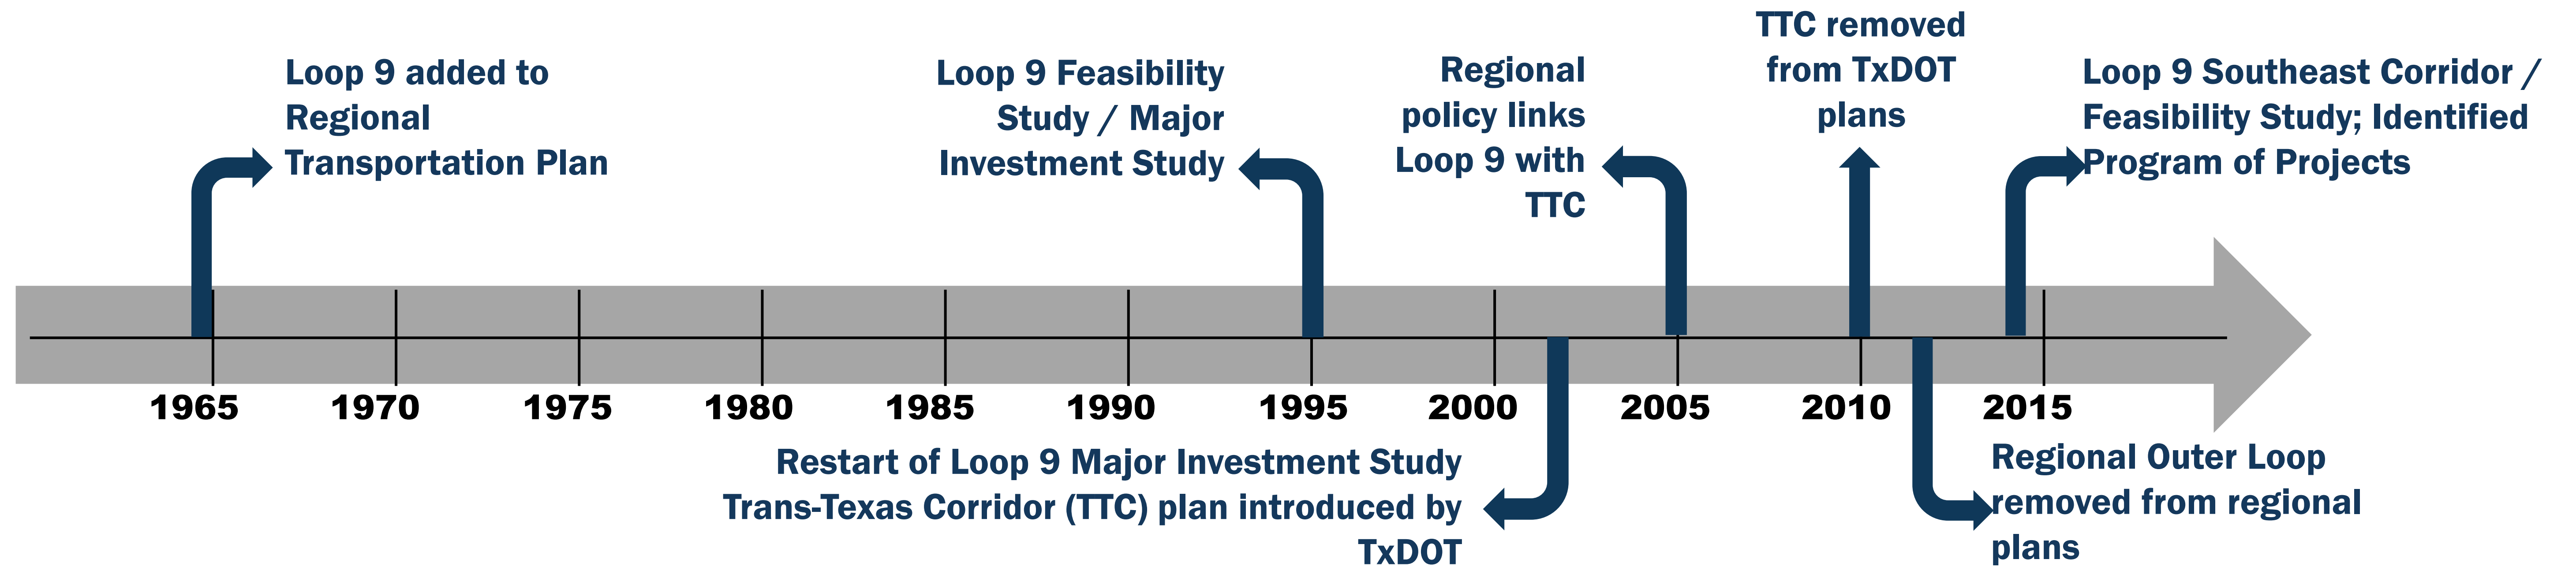 Loop 9 added to
Regional
Transportation Plan
Loop 9 Feasibility
Study / Major
Investment Study
Regional
policy links
Loop 9 with
TTC
TTC removed
from TxDOT
plans
Loop 9 Southeast Corridor /
Feasibility Study; Identified
Program of Projects
1965 1970 1975 1980 1985 1990 1995 2000 2005 2010 2015
Restart of Loop 9 Major Investment Study
Trans-Texas Corridor (TTC) plan introduced by
TxDOT
Regional Outer Loop
removed from regional
plans